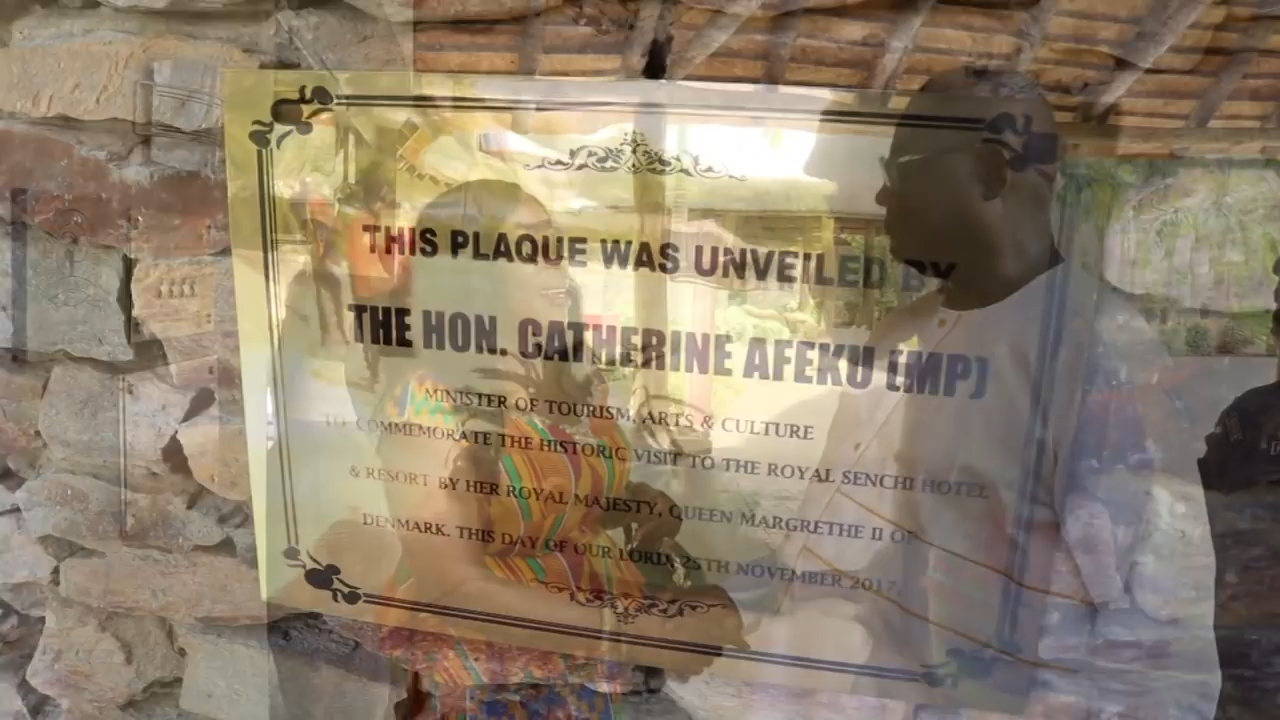 THIS PLAQUE WAS UNVEILED BY
THE HON. CATHERINE AFEKU (MP)
MINISTER OF TOURISM, ARTS & CULTURE
TO COMMEMORATE THE HISTORIC VISIT TO THE ROYAL SENCHI HOTEL
& RESORT BY HER ROYAL MAJESTY, QUEEN MARGRETHE II OF
DENMARK. THIS DAY OF OUR LORD, 25TH NOVEMBER 2017